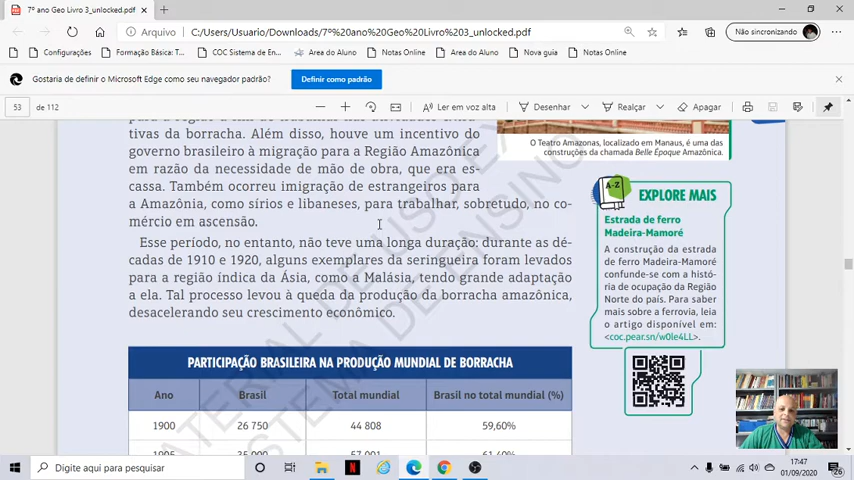 7º ano Geo Livro 3_unlocked.pdf
Arquivo
C:/Users/Usuario/Downloads/7º%20ano%20Geo%20Livro%203_unlocked.pdf
Não sincronizando
Configurações
Formação Básica: T...
COC Sistema de En...
Area do Aluno
Notas Online
Area do Aluno
Nova guia
Notas Online
Gostaria de definir o Microsoft Edge como seu navegador padrão?
Definir como padrão
53
de 112
Ler em voz alta
Desenhar
Realçar
Apagar
tivas da borracha. Além disso, houve um incentivo do
governo brasileiro à migração para a Região Amazônica
em razão da necessidade de mão de obra, que era es-
cassa. Também ocorreu imigração de estrangeiros para
a Amazônia, como sírios e libaneses, para trabalhar, sobretudo, no co-
mércio em ascensão.
Esse período, no entanto, não teve uma longa duração: durante as dé-
cadas de 1910 e 1920, alguns exemplares da seringueira foram levados
para a região índica da Ásia, como a Malásia, tendo grande adaptação
a ela. Tal processo levou à queda da produção da borracha amazônica,
desacelerando seu crescimento econômico.
O Teatro Amazonas, localizado em Manaus, é uma das
construções da chamada Belle Époque Amazônica.
A-Z
EXPLORE MAIS
Estrada de ferro
Madeira-Mamoré
A construção da estrada
de ferro Madeira-Mamoré
confunde-se com a histó-
ria de ocupação da Região
Norte do país. Para saber
mais sobre a ferrovia, leia
o artigo disponível em:
<coc.pear.sn/w0le4LL>.
PARTICIPAÇÃO BRASILEIRA NA PRODUÇÃO MUNDIAL DE BORRACHA
Ano
Brasil
Total mundial
Brasil no total mundial (%)
1900
26 750
44 808
59,60%
MATERIAL DE USO EX
SISTEMA DE ENSINO
Digite aqui para pesquisar
17:47
01/09/2020
26